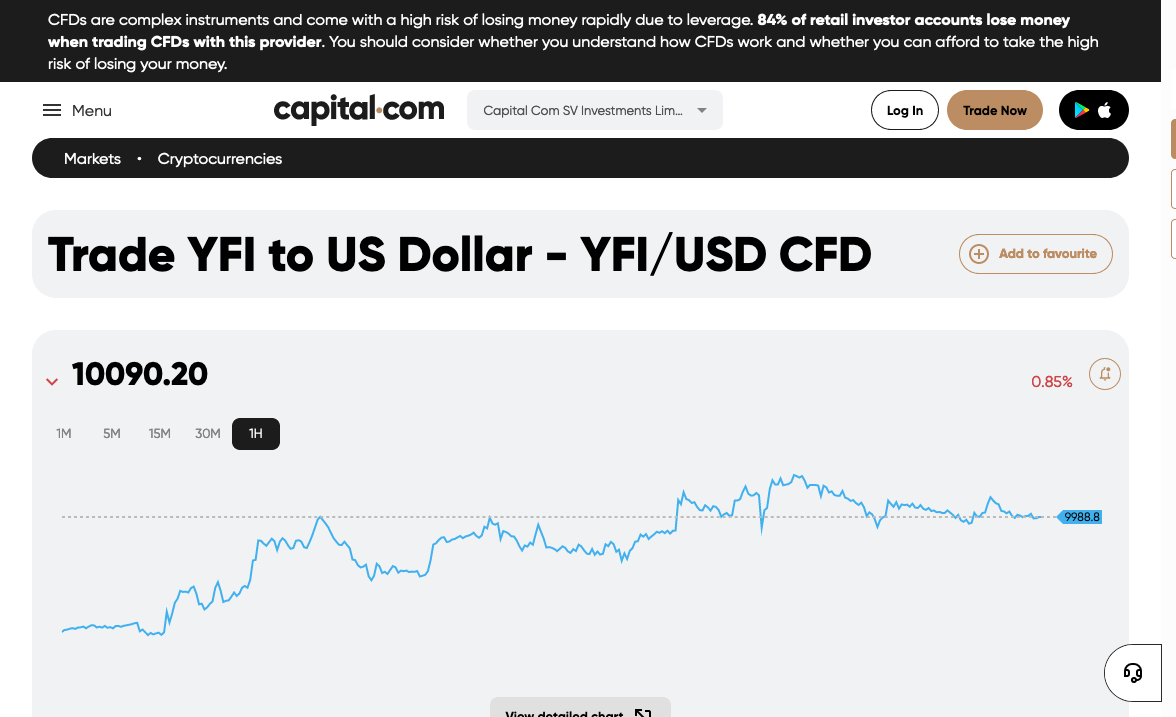 CFDs are complex instruments and come with a high risk of losing money rapidly due to leverage. 84% of retail investor accounts lose money
when trading CFDs with this provider. You should consider whether you understand how CFDs work and whether you can afford to take the high
risk of losing your money.
Menu
capital.com
Capital Com SV Investments Lim...
Log In
Trade Now
Markets • Cryptocurrencies
Trade YFI to US Dollar - YFI/USD CFD
Add to favourite
10090.20
0.85%
1M 5M 15M 30M 1H
9988.8
View detailed chart